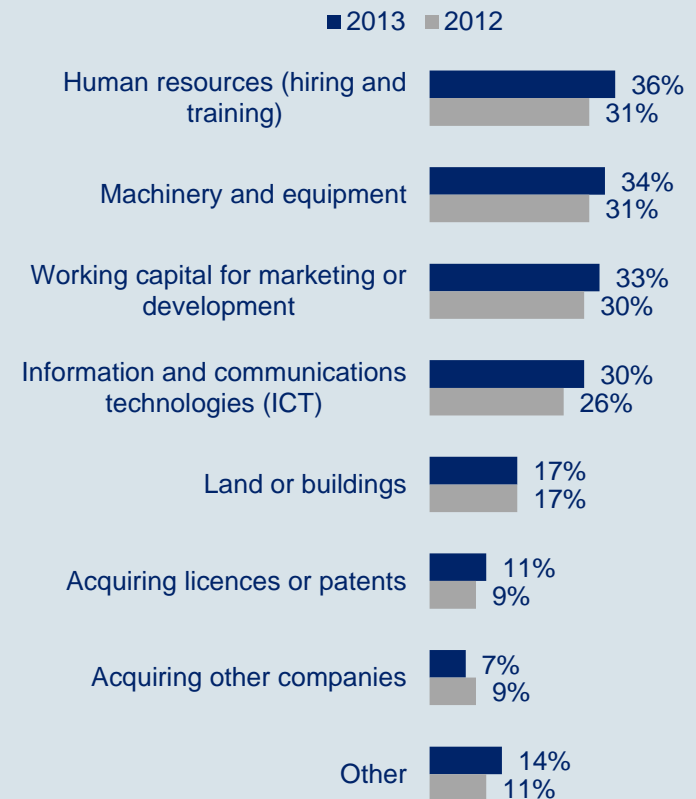 2013 2012
Human resources (hiring and
training)
36%
31%
Machinery and equipment
34%
31%
Working capital for marketing or
development
33%
30%
Information and communications
technologies (ICT)
30%
26%
Land or buildings
17%
17%
Acquiring licences or patents
11%
9%
Acquiring other companies
7%
9%
Other
14%
11%